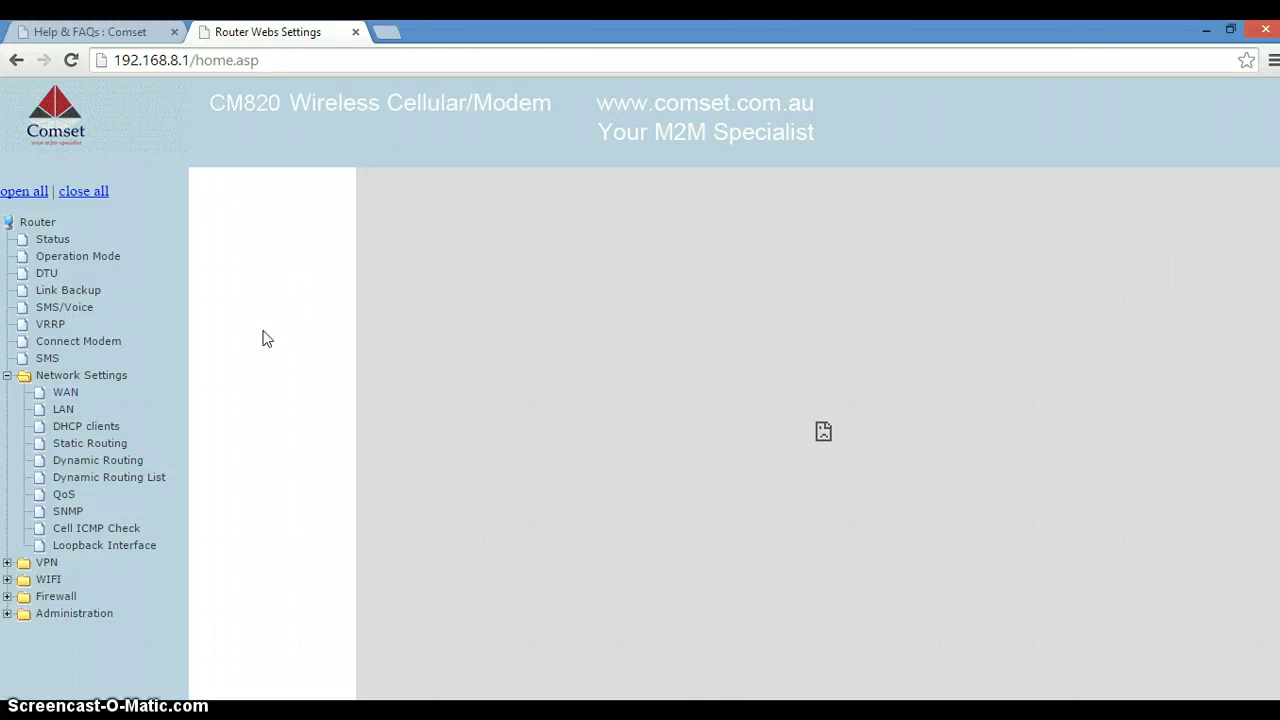 Help & FAQs : Comset
Router Webs Settings
192.168.8.1/home.asp
Comset
your m2m specialist
CM820 Wireless Cellular/Modem
www.comset.com.au
Your M2M Specialist
open all | close all
Router
Status
Operation Mode
DTU
Link Backup
SMS/Voice
VRRP
Connect Modem
SMS
Network Settings
WAN
LAN
DHCP clients
Static Routing
Dynamic Routing
Dynamic Routing List
QoS
SNMP
Cell ICMP Check
Loopback Interface
VPN
WIFI
Firewall
Administration
Screencast-O-Matic.com